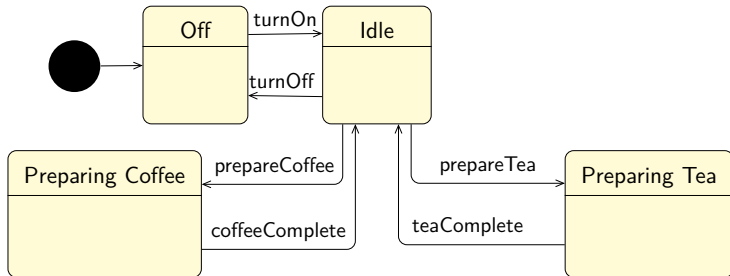 turnOn
Off
Idle
turnOff
prepareCoffee
prepareTea
Preparing Coffee
Preparing Tea
coffeeComplete
teaComplete